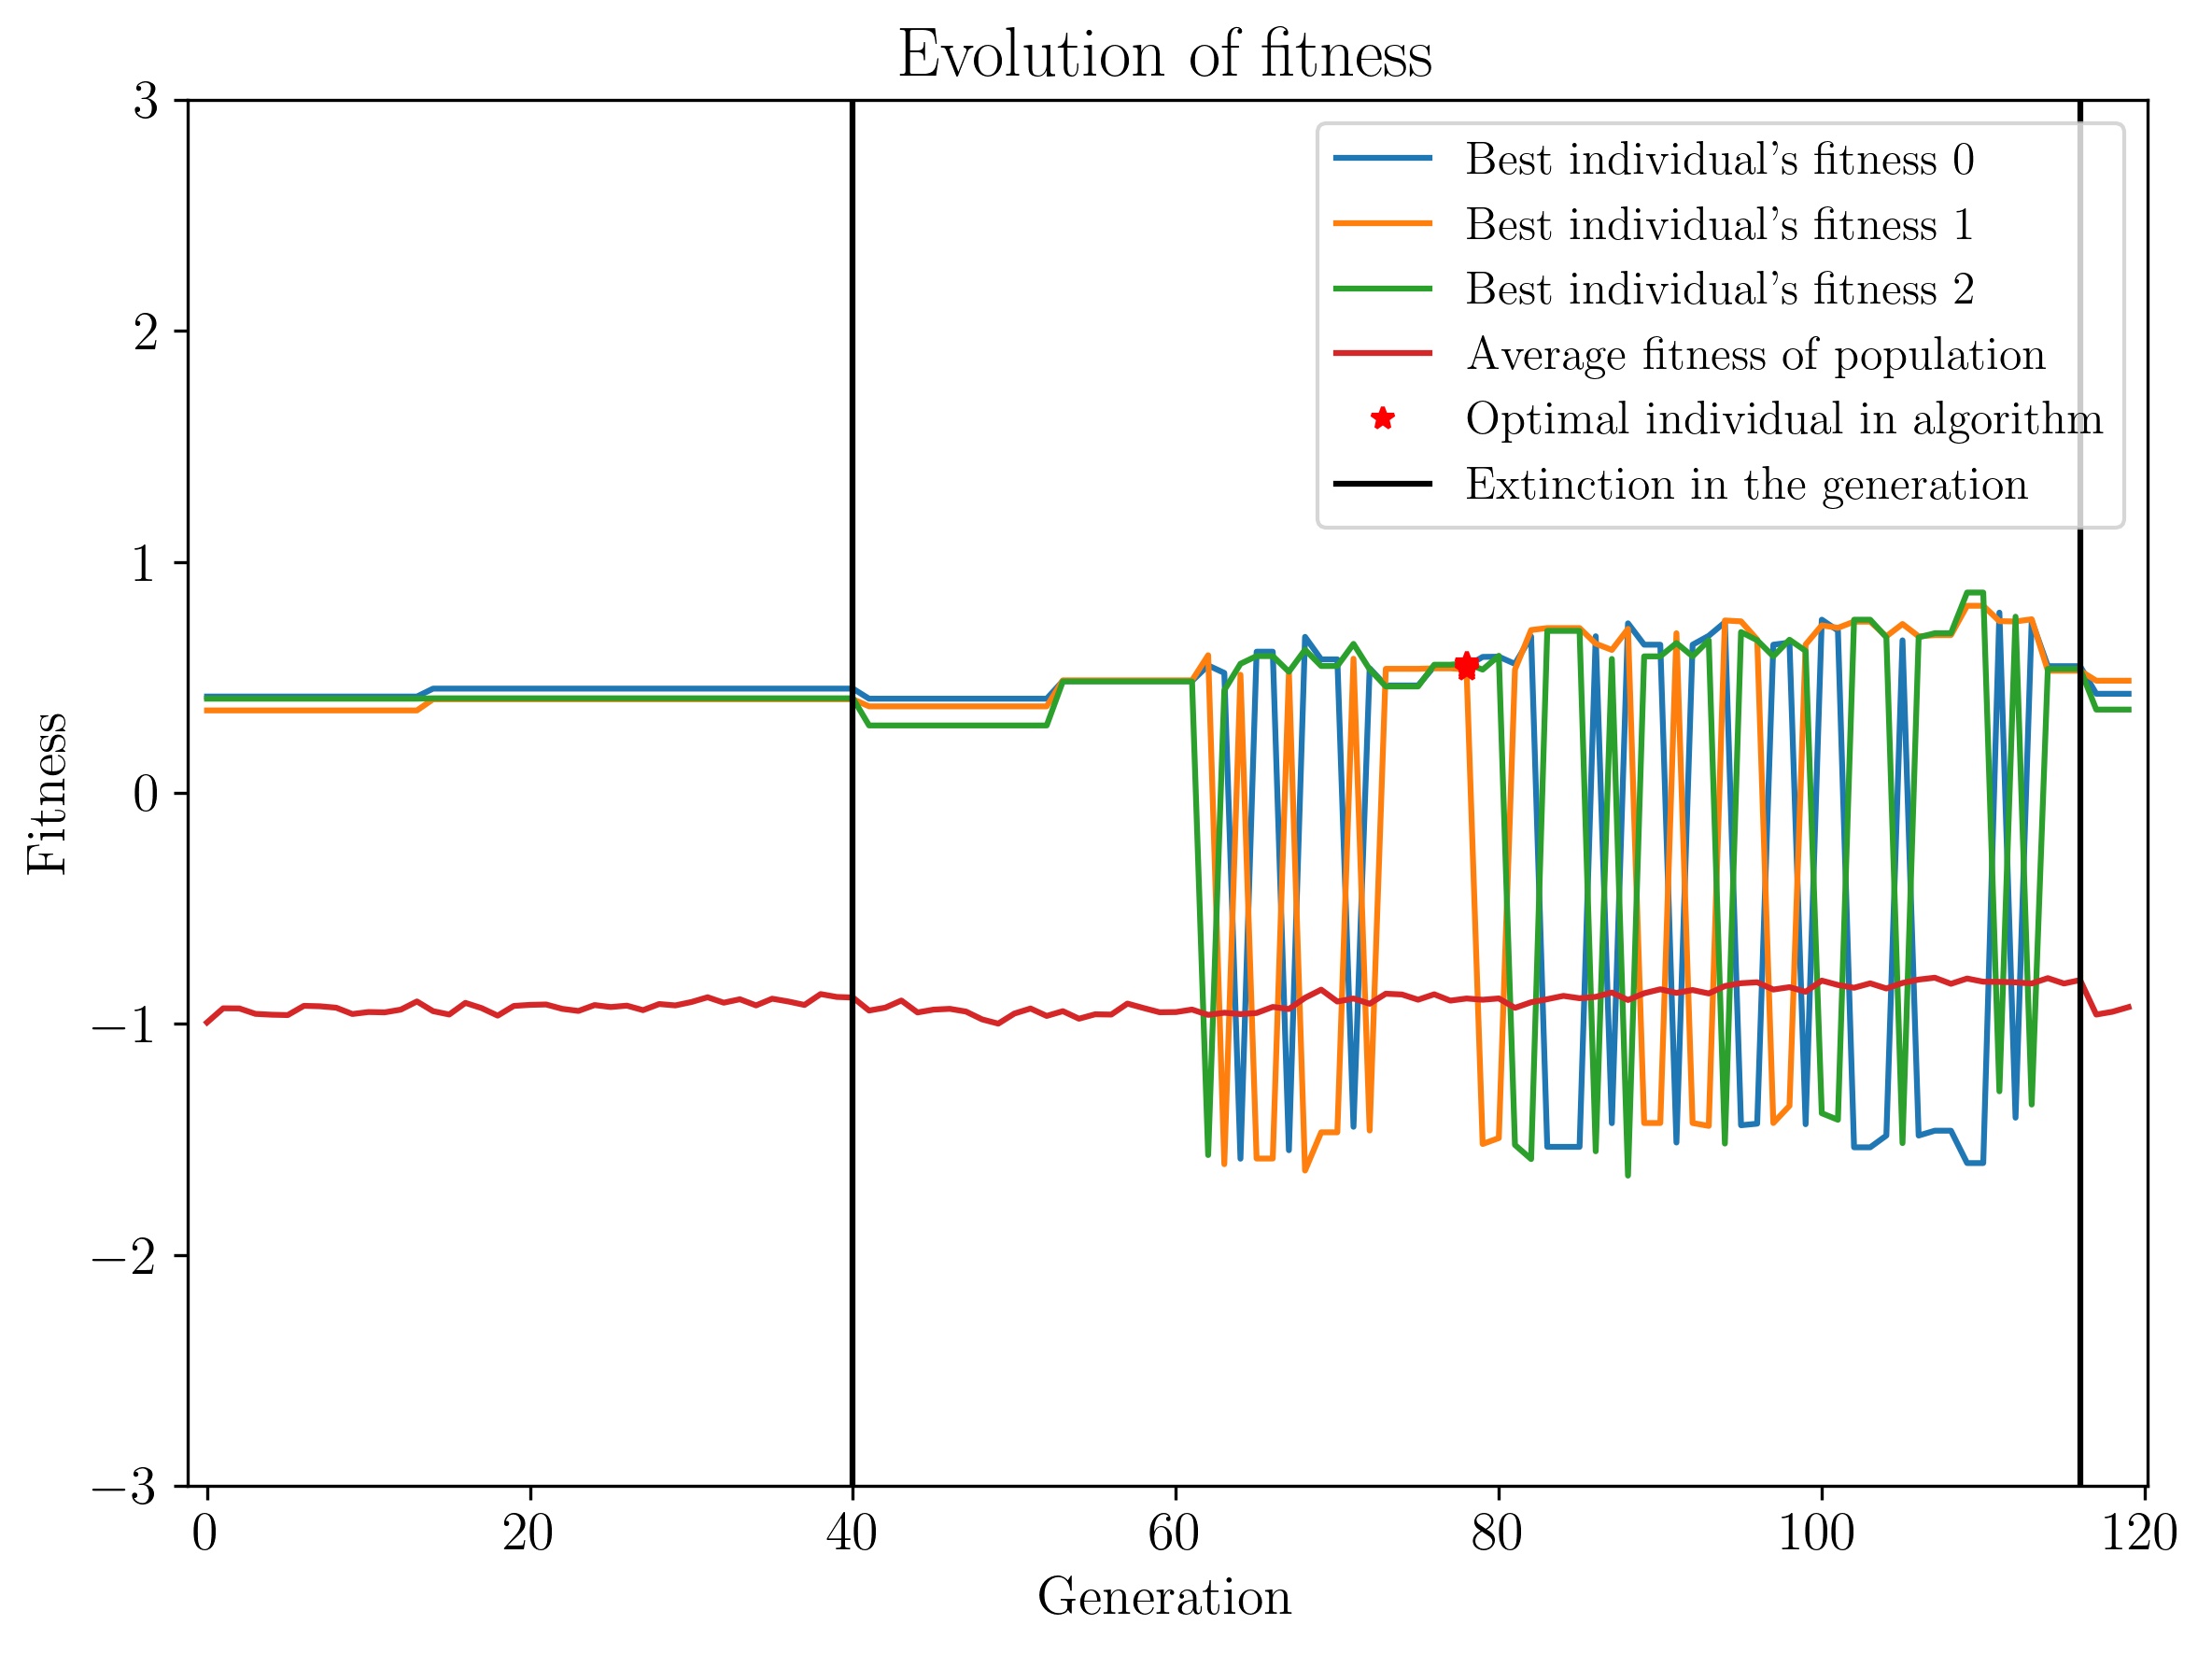 Evolution of fitness
3
2
1
0
−1
−2
−3
Fitness
Best individual's fitness 0
Best individual's fitness 1
Best individual's fitness 2
Average fitness of population
Optimal individual in algorithm
Extinction in the generation
0 20 40 60 80 100 120
Generation